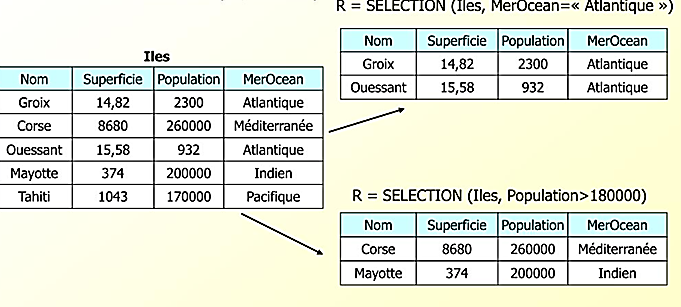 R = SELECTION (Iles, MerOcean=« Atlantique »)
Nom Superficie Population MerOcean
Groix 14,82 2300 Atlantique
Ouessant 15,58 932 Atlantique
Iles
Nom Superficie Population MerOcean
Groix 14,82 2300 Atlantique
Corse 8680 260000 Méditerranée
Ouessant 15,58 932 Atlantique
Mayotte 374 200000 Indien
Tahiti 1043 170000 Pacifique
R = SELECTION (Iles, Population>180000)
Nom Superficie Population MerOcean
Corse 8680 260000 Méditerranée
Mayotte 374 200000 Indien